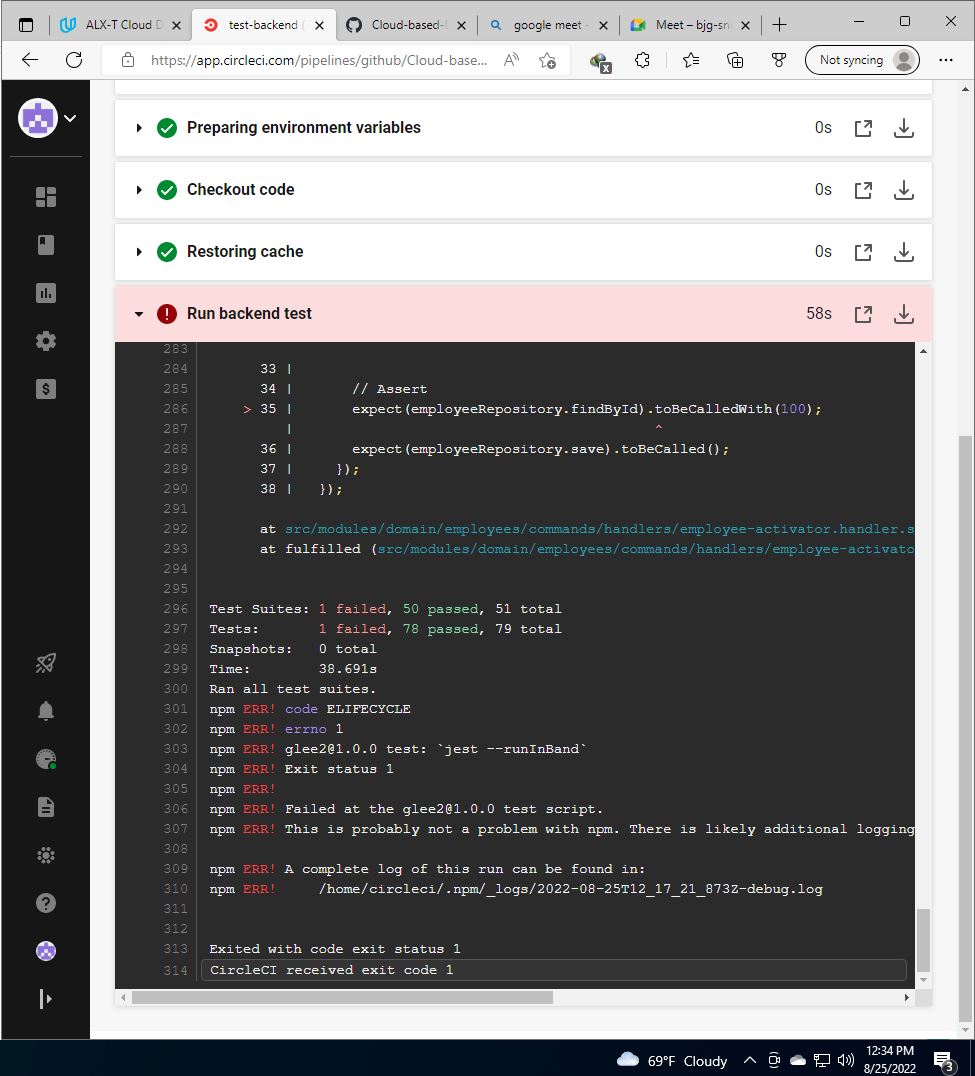 ALX-T Cloud D
test-backend (
Cloud-based-
google meet -
Meet – bjg-sn
https://app.circleci.com/pipelines/github/Cloud-base...
Not syncing
Preparing environment variables 0s
Checkout code 0s
Restoring cache 0s
Run backend test 58s
283
284 33 |
285 34 | // Assert
286 > 35 | expect(employeeRepository.findById).toBeCalledWith(100);
287 | ^
288 36 | expect(employeeRepository.save).toBeCalled();
289 37 | });
290 38 | });
291
292 at src/modules/domain/employees/commands/handlers/employee-activator.handler.s
293 at fulfilled (src/modules/domain/employees/commands/handlers/employee-activato
294
295
296 Test Suites: 1 failed, 50 passed, 51 total
297 Tests: 1 failed, 78 passed, 79 total
298 Snapshots: 0 total
299 Time: 38.691s
300 Ran all test suites.
301 npm ERR! code ELIFECYCLE
302 npm ERR! errno 1
303 npm ERR! glee2@1.0.0 test: `jest --runInBand`
304 npm ERR! Exit status 1
305 npm ERR!
306 npm ERR! Failed at the glee2@1.0.0 test script.
307 npm ERR! This is probably not a problem with npm. There is likely additional logging
308
309 npm ERR! A complete log of this run can be found in:
310 npm ERR! /home/circleci/.npm/_logs/2022-08-25T12_17_21_873Z-debug.log
311
312
313 Exited with code exit status 1
314 CircleCI received exit code 1
69°F Cloudy
12:34 PM
8/25/2022
3